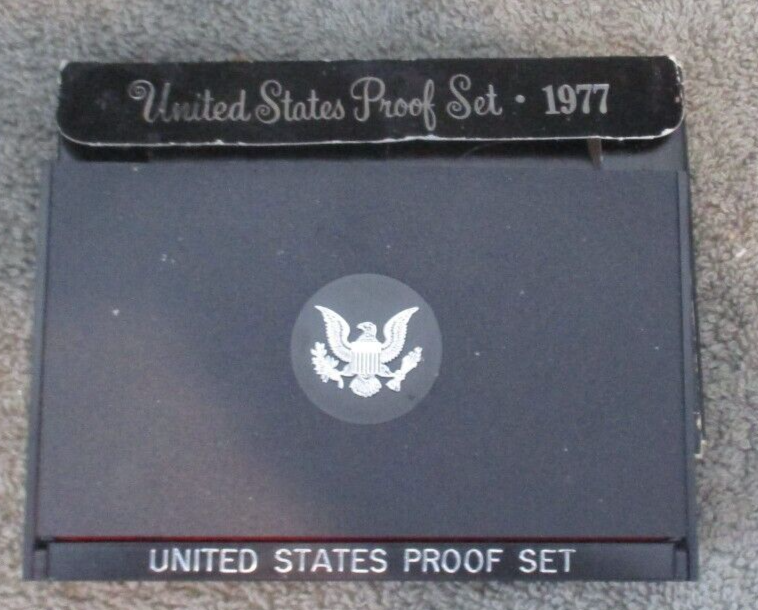 United States Proof Set · 1977
UNITED STATES PROOF SET